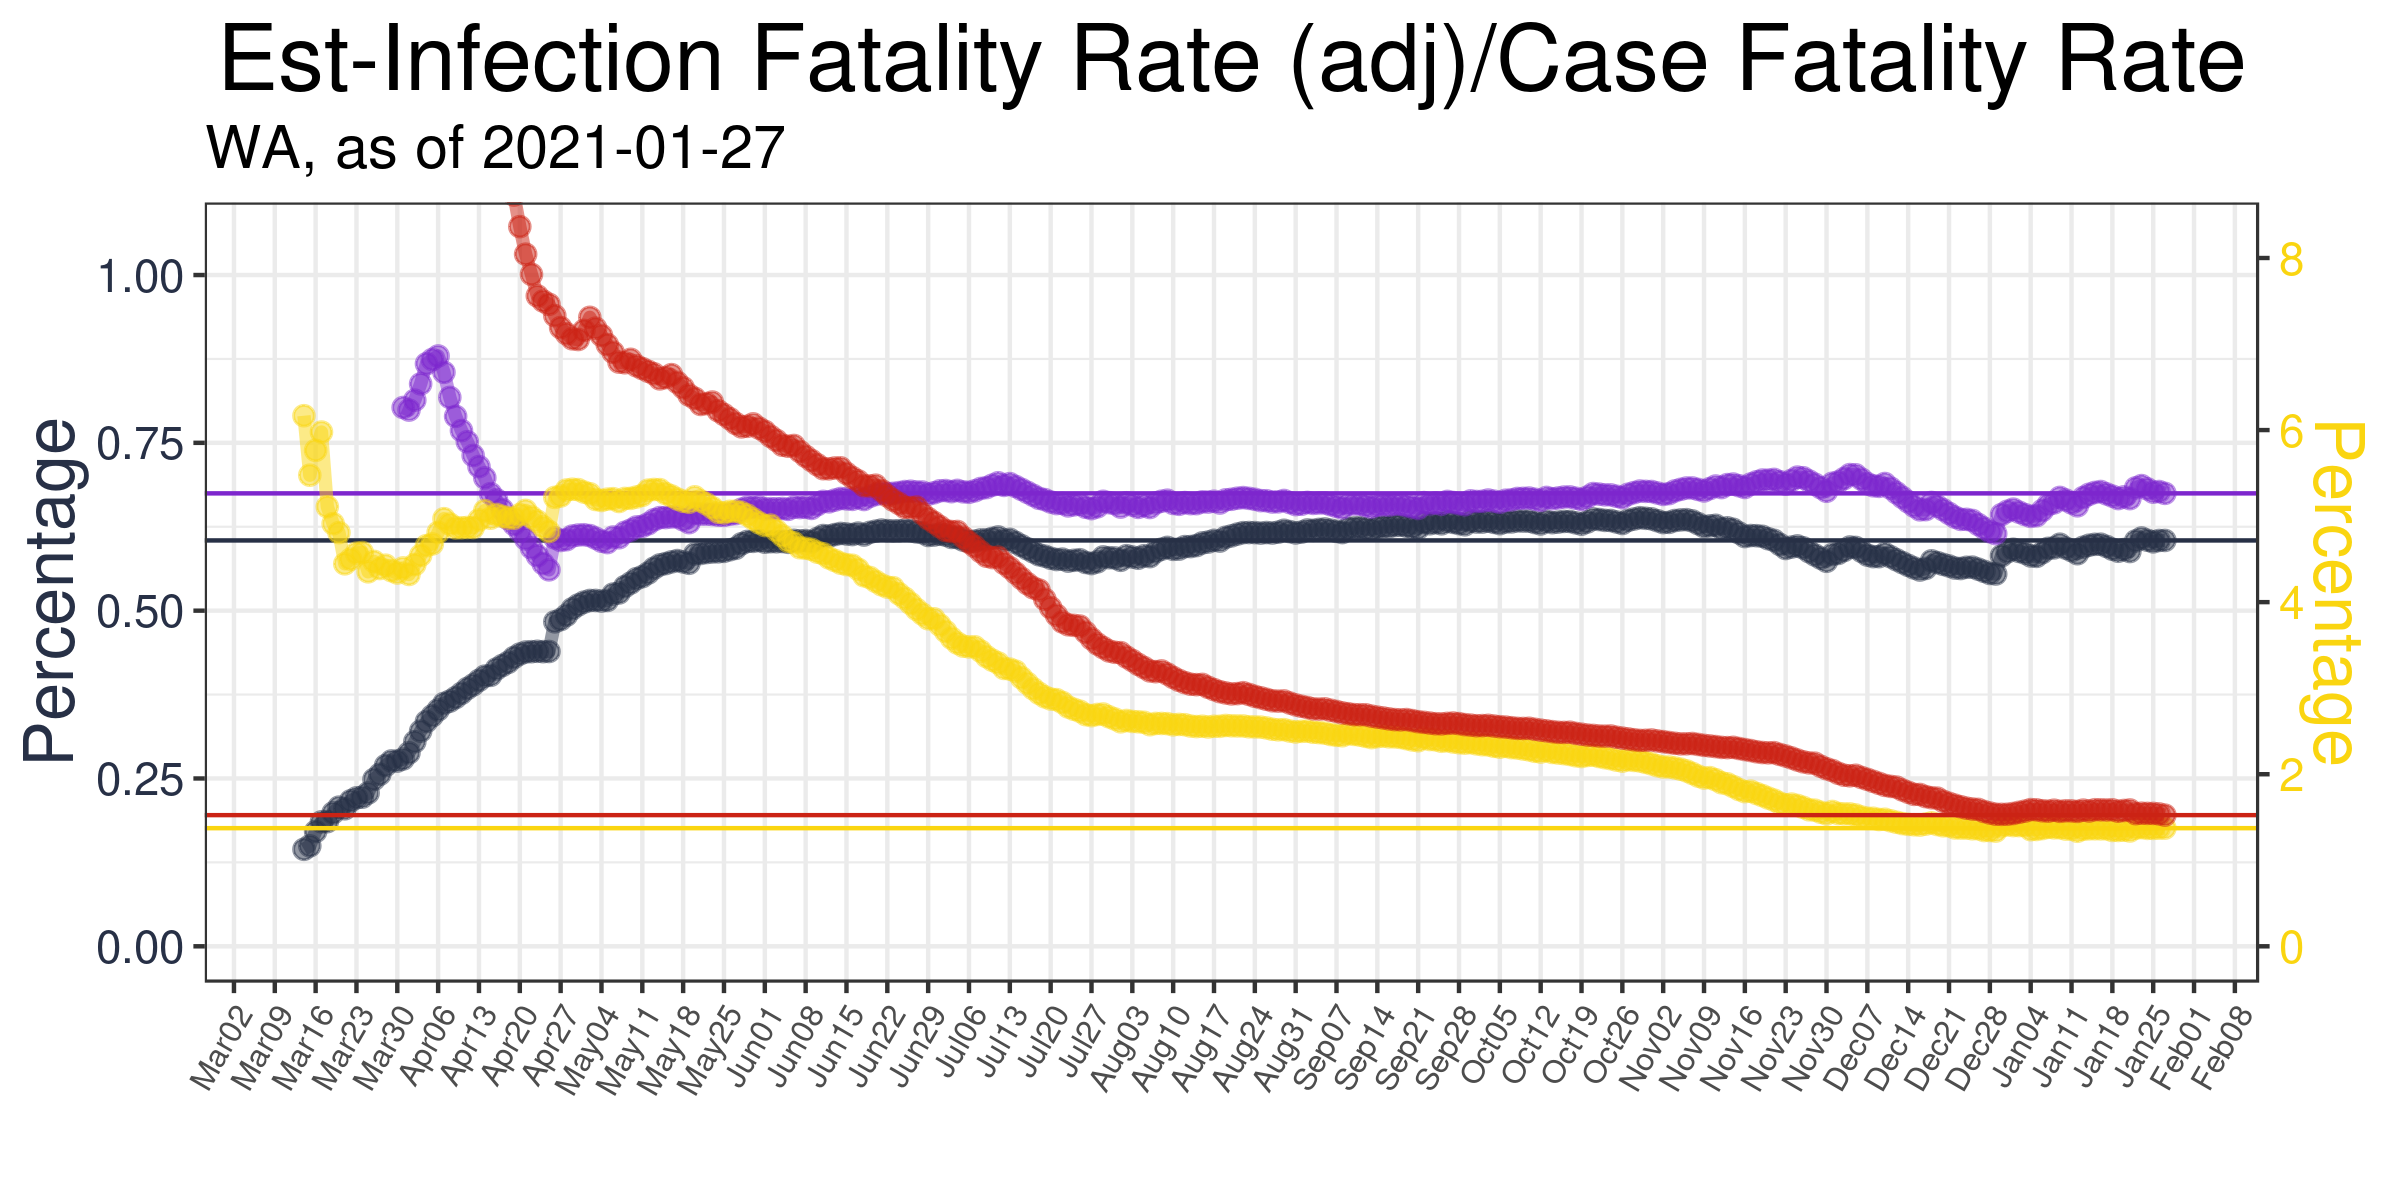 Est-Infection Fatality Rate (adj)/Case Fatality Rate
WA, as of 2021-01-27
Percentage
1.00
0.75
0.50
0.25
0.00
8
6
4
2
0
Percentage
Mar02
Mar09
Mar16
Mar23
Mar30
Apr06
Apr13
Apr20
Apr27
May04
May11
May18
May25
Jun01
Jun08
Jun15
Jun22
Jun29
Jul06
Jul13
Jul20
Jul27
Aug03
Aug10
Aug17
Aug24
Aug31
Sep07
Sep14
Sep21
Sep28
Oct05
Oct12
Oct19
Oct26
Nov02
Nov09
Nov16
Nov23
Nov30
Dec07
Dec14
Dec21
Dec28
Jan04
Jan11
Jan18
Jan25
Feb01
Feb08